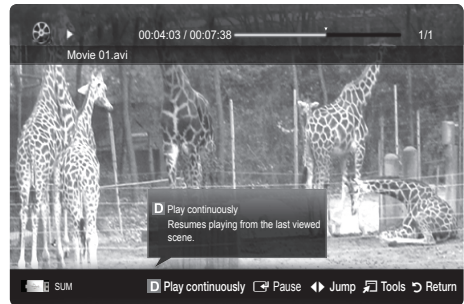 00:04:03 / 00:07:38 1/1
Movie 01.avi
D Play continuously
Resumes playing from the last viewed
scene.
SUM D Play continuously Pause Jump Tools Return